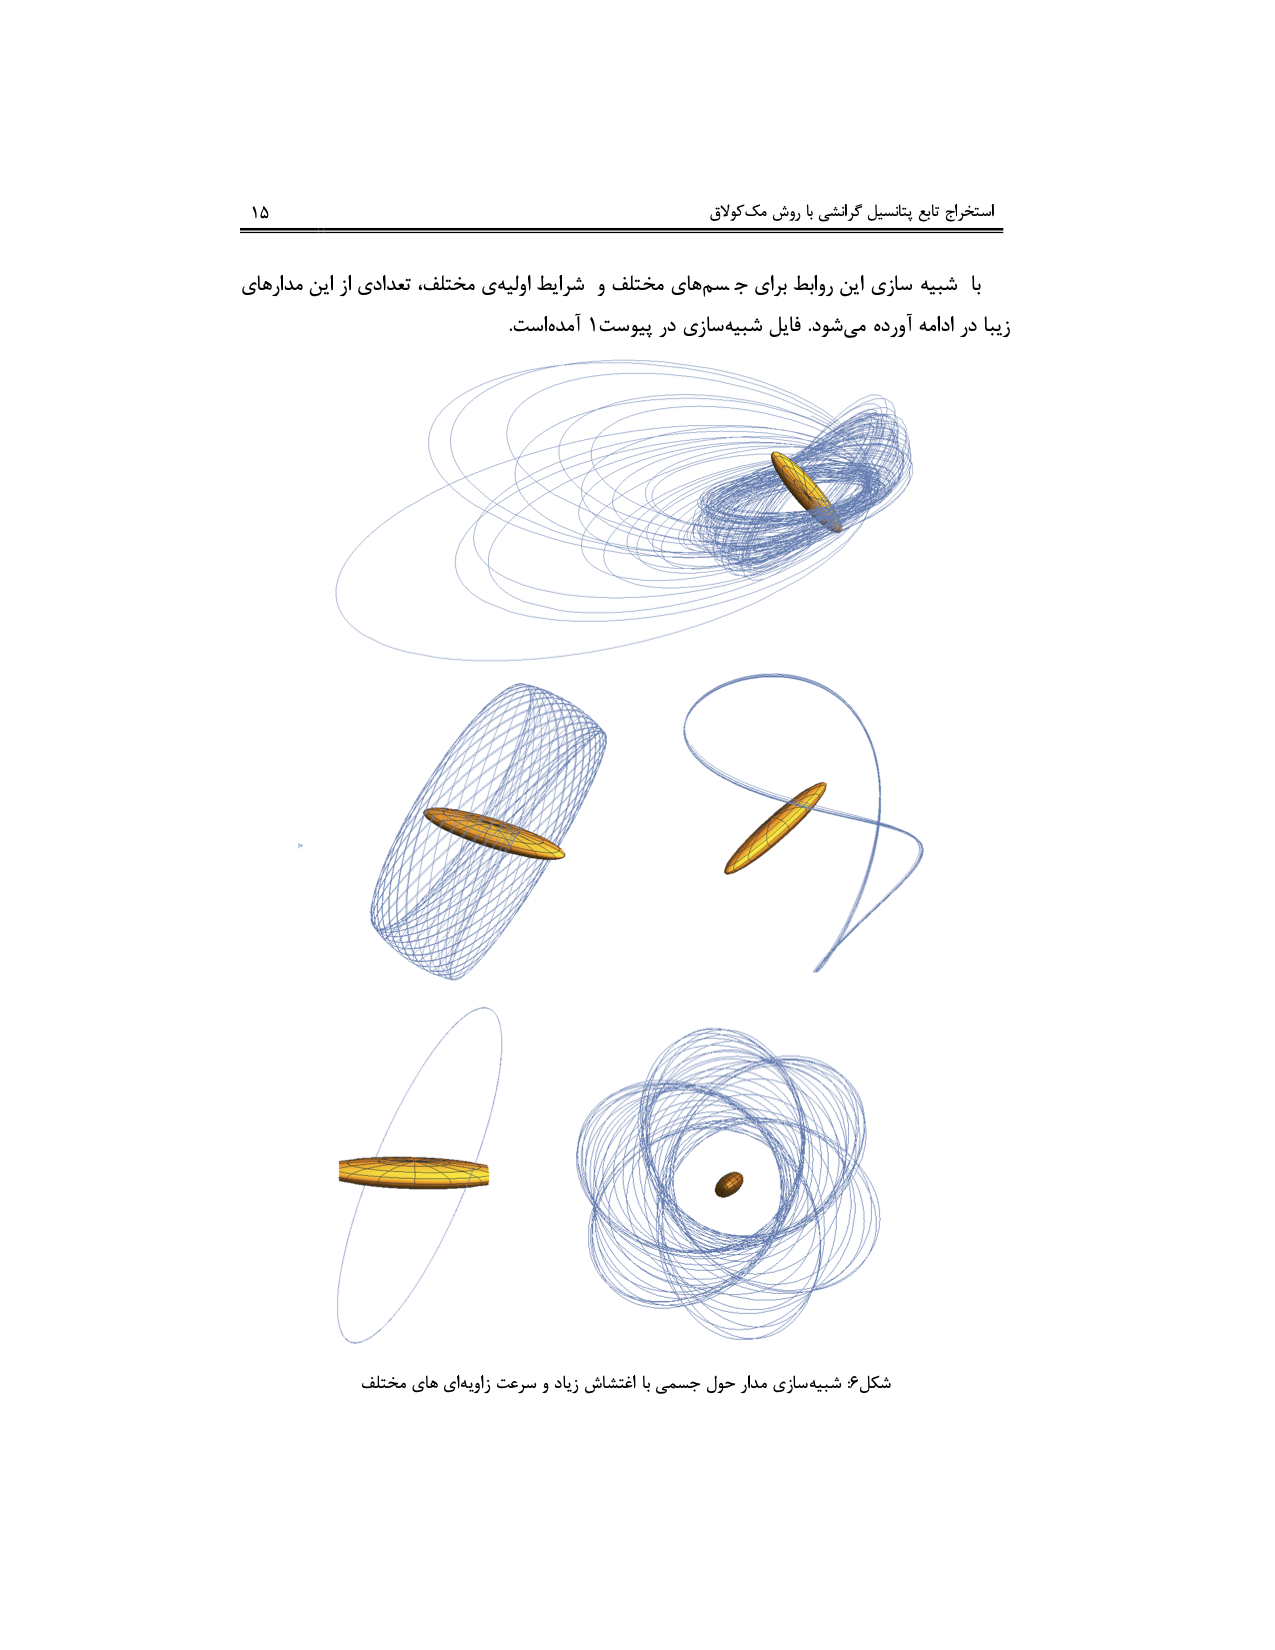 استخراج تابع پتانسیل گرانشی با روش مک‌کولاق ۱۵
با شبیه سازی این روابط برای جسم‌های مختلف و شرایط اولیه‌ی مختلف، تعدادی از این مدارهای
زیبا در ادامه آورده می‌شود. فایل شبیه‌سازی در پیوست۱ آمده‌است.
شکل۶: شبیه‌سازی مدار حول جسمی با اغتشاش زیاد و سرعت زاویه‌ای های مختلف